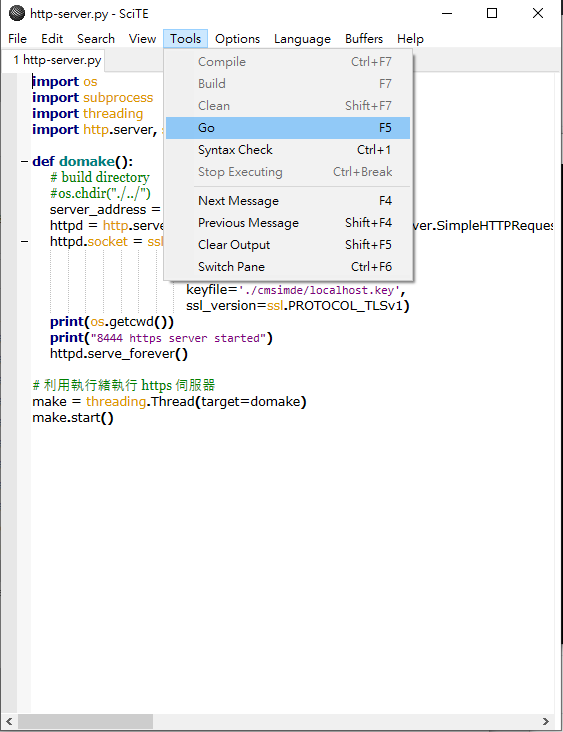 http-server.py - SciTE
File Edit Search View Tools Options Language Buffers Help
1 http-server.py
Compile Ctrl+F7
Build F7
Clean Shift+F7
Go F5
Syntax Check Ctrl+1
Stop Executing Ctrl+Break
Next Message F4
Previous Message Shift+F4
Clear Output Shift+F5
Switch Pane Ctrl+F6
import os
import subprocess
import threading
import http.server,
def domake():
# build directory
#os.chdir("./../")
server_address =
httpd = http.serve ver.SimpleHTTPReques
httpd.socket = ssl
keyfile='./cmsimde/localhost.key',
ssl_version=ssl.PROTOCOL_TLSv1)
print(os.getcwd())
print("8444 https server started")
httpd.serve_forever()
# 利用執行緒執行 https 伺服器
make = threading.Thread(target=domake)
make.start()